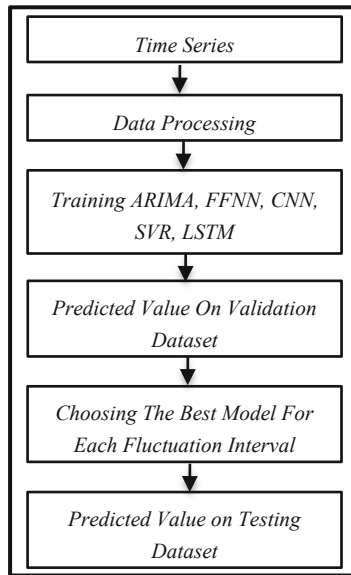 Time Series
Data Processing
Training ARIMA, FFNN, CNN,
SVR, LSTM
Predicted Value On Validation
Dataset
Choosing The Best Model For
Each Fluctuation Interval
Predicted Value on Testing
Dataset